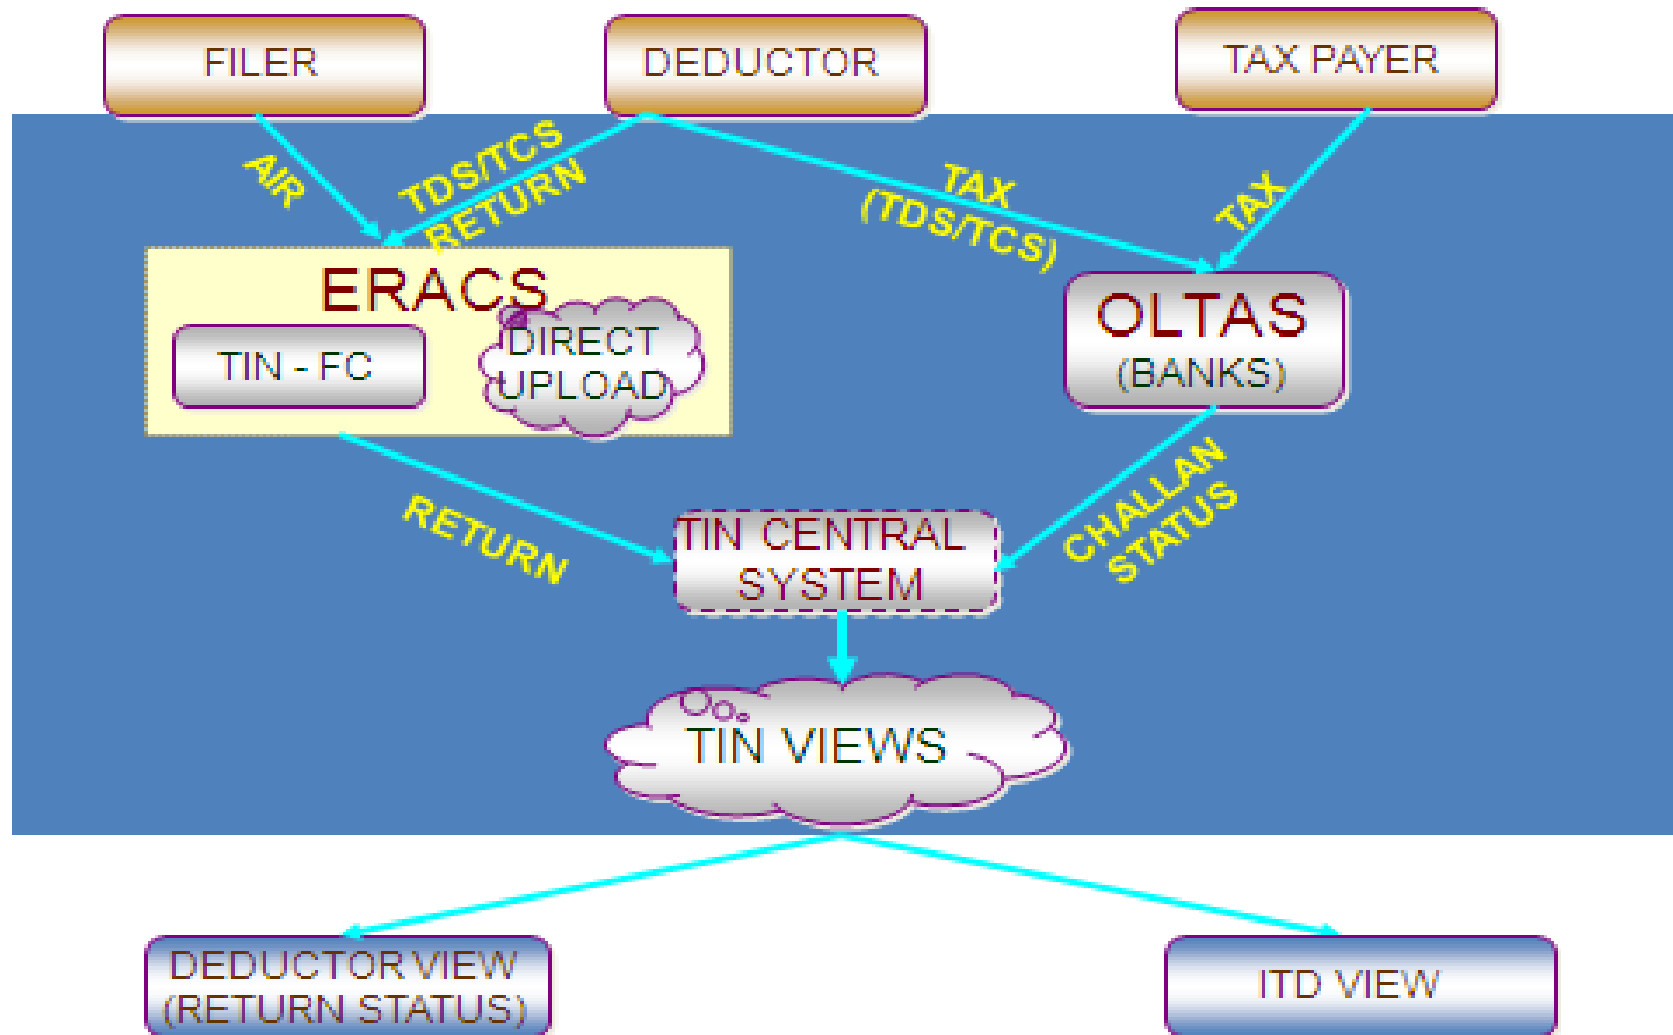 FILER
DEDUCTOR
TAX PAYER
AIR
TDS/TCS
RETURN
TAX
(TDS/TCS)
TAX
ERACS
TIN - FC
DIRECT
UPLOAD
OLTAS
(BANKS)
RETURN
CHALLAN
STATUS
TIN CENTRAL
SYSTEM
TIN VIEWS
DEDUCTOR VIEW
(RETURN STATUS)
ITD VIEW